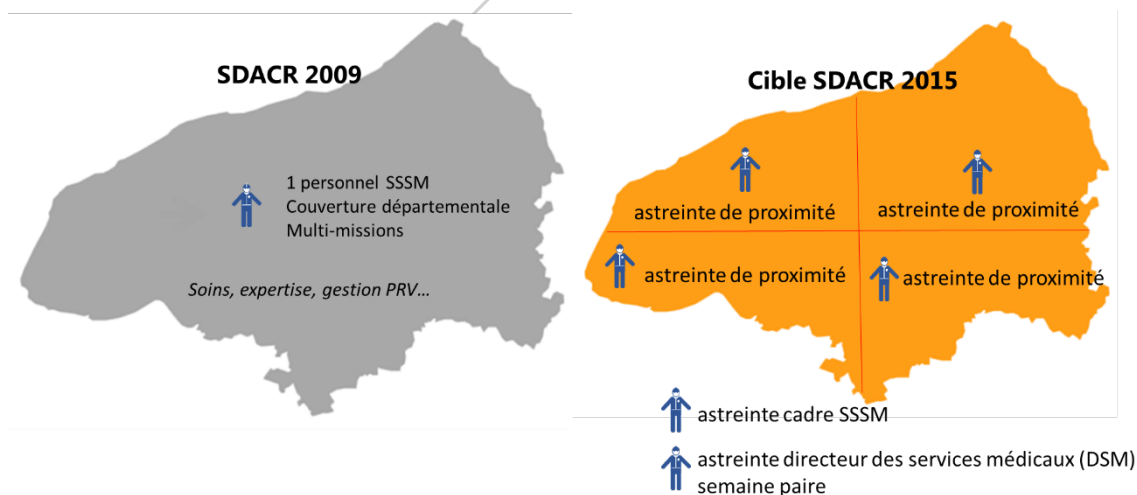 SDACR 2009
1 personnel SSSM
Couverture départementale
Multi-missions
Soins, expertise, gestion PRV...
Cible SDACR 2015
astreinte de proximité
astreinte de proximité
astreinte de proximité
astreinte de proximité
astreinte cadre SSSM
astreinte directeur des services médicaux (DSM)
semaine paire